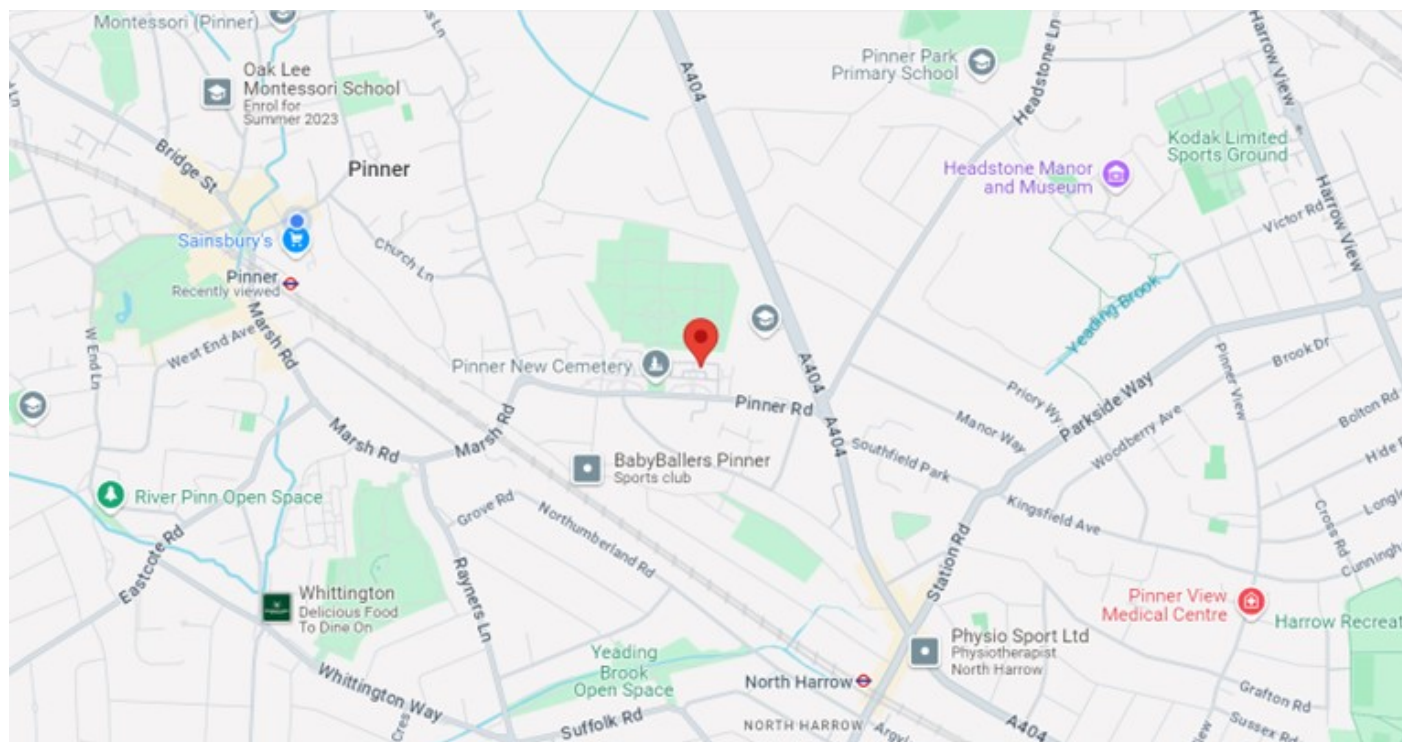 Montessori (Pinner)
Oak Lee
Montessori School
Enrol for
Summer 2023
Bridge St
Pinner
Sainsbury's
Pinner
Recently viewed
Church Ln
West End Ave
W End Ln
Marsh Rd
Marsh Rd
Marsh Rd
A404
Pinner Park
Primary School
Headstone Ln
Harrow View
Kodak Limited
Sports Ground
Headstone Manor
and Museum
Victor Rd
Harrow View
Yeading Brook
Pinner New Cemetery
Pinner Rd
A404
A404
Priory Wy
Manor Way
Parkside Way
Woodberry Ave
Pinner View
Brook Dr
Bolton Rd
BabyBallers Pinner
Sports club
Southfield Park
Kingsfield Ave
Cross Rd
River Pinn Open Space
Eastcote Rd
Grove Rd
Northumberland Rd
Rayners Ln
Station Rd
Whittington
Delicious Food
To Dine On
Whittington Way
Yeading
Brook
Open Space
Suffolk Rd
North Harrow
NORTH HARROW
Physio Sport Ltd
Physiotherapist
North Harrow
Pinner View
Medical Centre
Harrow Recreat
Grafton Rd
Sussex Rd
A404